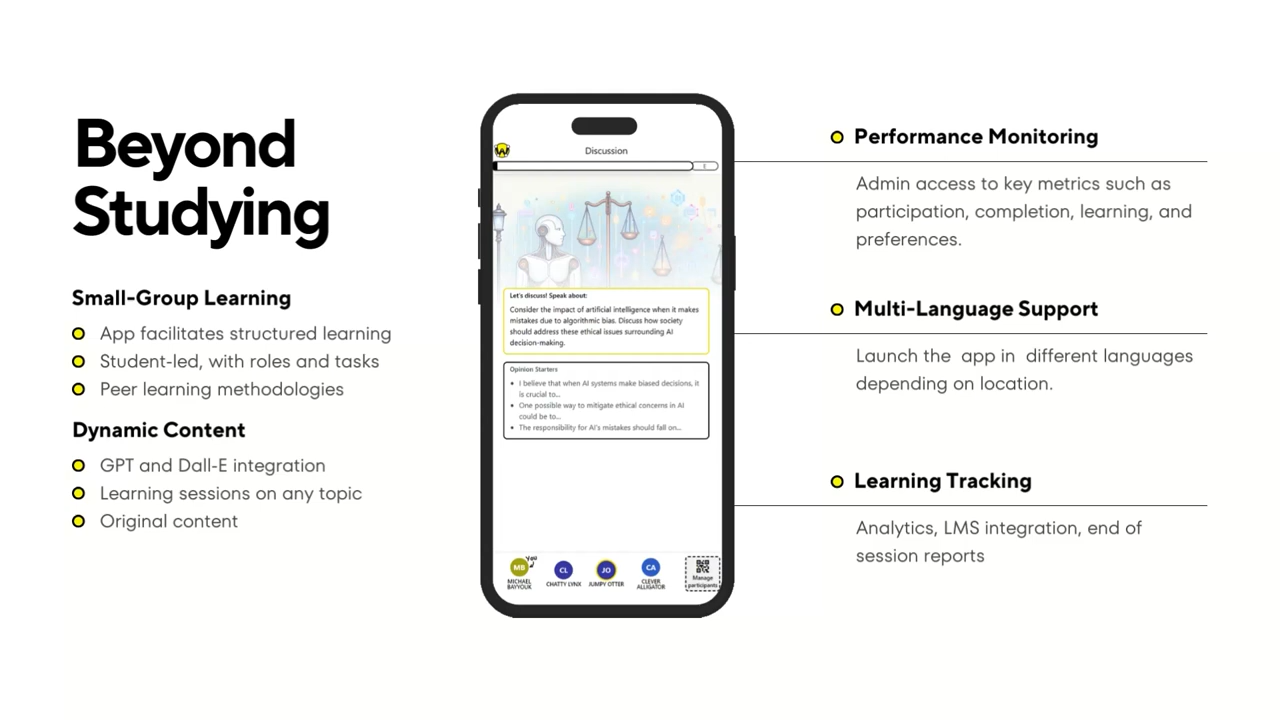 Beyond
Studying
Small-Group Learning
App facilitates structured learning
Student-led, with roles and tasks
Peer learning methodologies
Dynamic Content
GPT and Dall-E integration
Learning sessions on any topic
Original content
Discussion
Let's discuss! Speak about:
Consider the impact of artificial intelligence when it makes
mistakes due to algorithmic bias. Discuss how society
should address these ethical issues surrounding AI
decision-making.
Opinion Starters
• I believe that when AI systems make biased decisions, it
is crucial to...
• One possible way to mitigate ethical concerns in AI
could be to...
• The responsibility for AI's mistakes should fall on...
You
MB
MICHAEL
BAYYOUK
CL
CHATTY LYNX
JO
JUMPY OTTER
CA
CLEVER
ALLIGATOR
Manage
participants
Performance Monitoring
Admin access to key metrics such as
participation, completion, learning, and
preferences.
Multi-Language Support
Launch the  app in  different languages
depending on location.
Learning Tracking
Analytics, LMS integration, end of
session reports